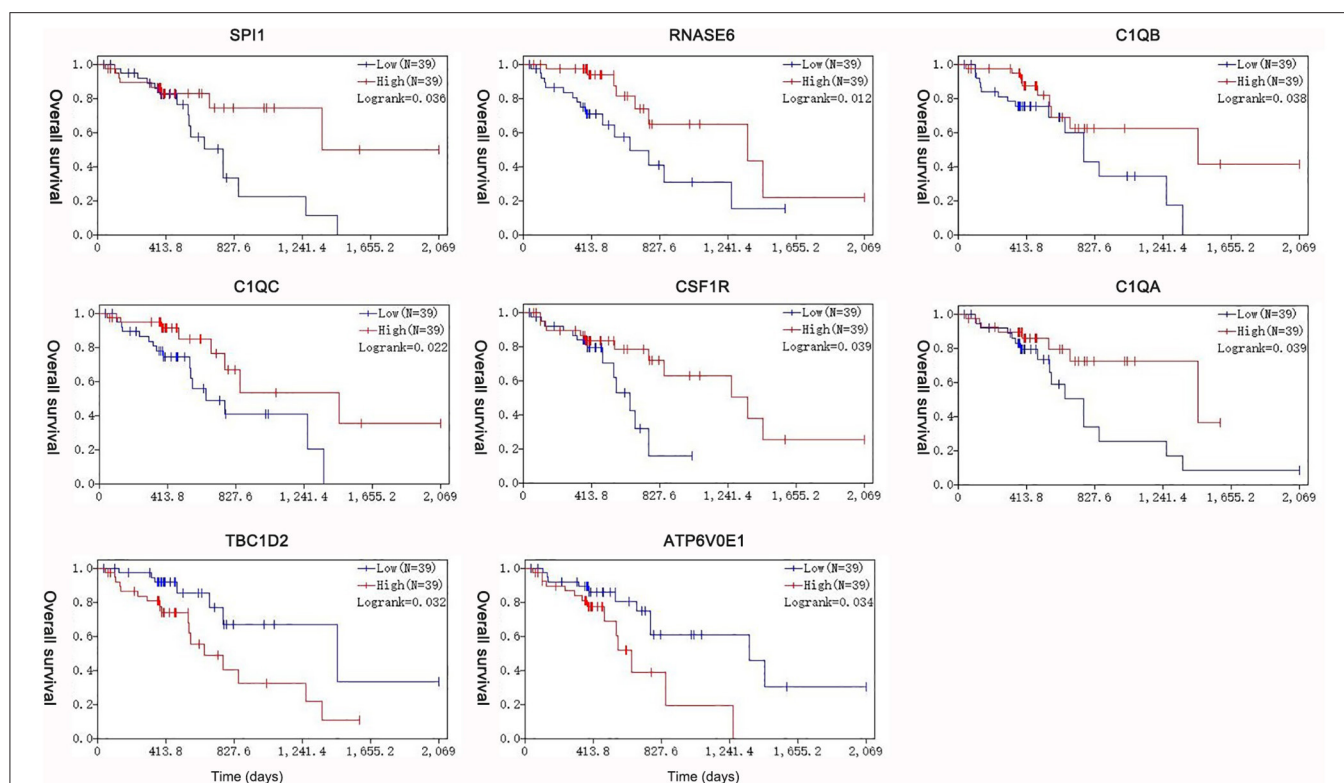 SPI1
Low(N=39)
High(N=39)
Logrank=0.036
Overall survival
1.0
0.8
0.6
0.4
0.2
0.0
0 413.8 827.6 1,241.4 1,655.2 2,069
RNASE6
Low(N=39)
High(N=39)
Logrank=0.012
Overall survival
1.0
0.8
0.6
0.4
0.2
0.0
0 413.8 827.6 1,241.4 1,655.2 2,069
C1QB
Low(N=39)
High(N=39)
Logrank=0.038
Overall survival
1.0
0.8
0.6
0.4
0.2
0.0
0 413.8 827.6 1,241.4 1,655.2 2,069
C1QC
Low(N=39)
High(N=39)
Logrank=0.022
Overall survival
1.0
0.8
0.6
0.4
0.2
0.0
0 413.8 827.6 1,241.4 1,655.2 2,069
CSF1R
Low(N=39)
High(N=39)
Logrank=0.039
Overall survival
1.0
0.8
0.6
0.4
0.2
0.0
0 413.8 827.6 1,241.4 1,655.2 2,069
C1QA
Low(N=39)
High(N=39)
Logrank=0.039
Overall survival
1.0
0.8
0.6
0.4
0.2
0.0
0 413.8 827.6 1,241.4 1,655.2 2,069
TBC1D2
Low(N=39)
High(N=39)
Logrank=0.032
Overall survival
1.0
0.8
0.6
0.4
0.2
0.0
0 413.8 827.6 1,241.4 1,655.2 2,069
Time (days)
ATP6V0E1
Low(N=39)
High(N=39)
Logrank=0.034
Overall survival
1.0
0.8
0.6
0.4
0.2
0.0
0 413.8 827.6 1,241.4 1,655.2 2,069
Time (days)